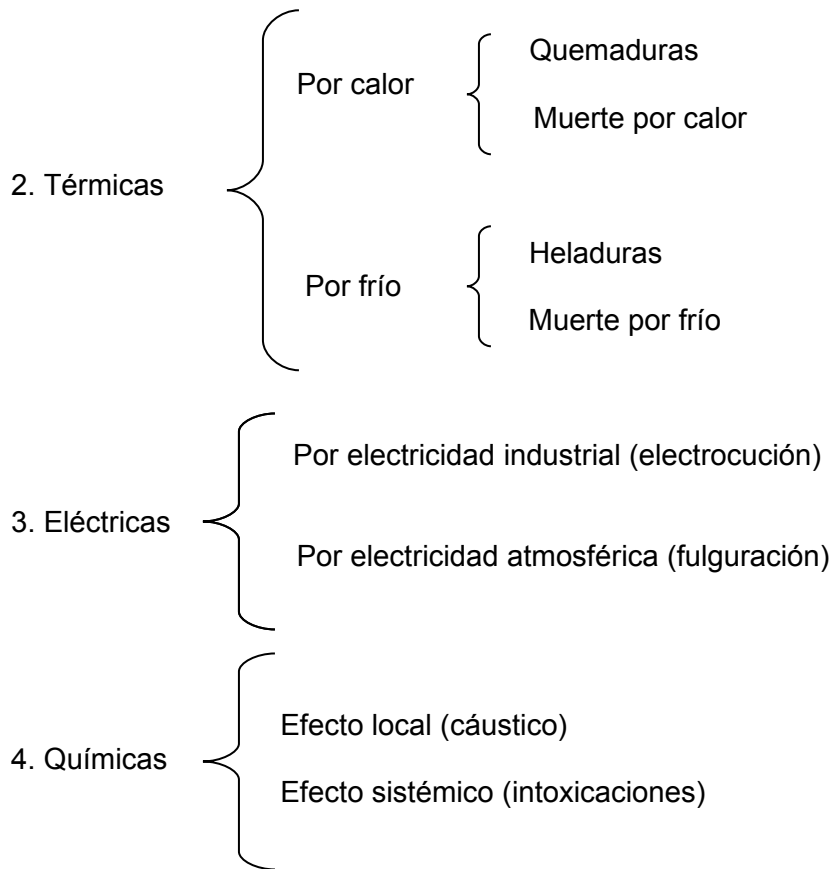 Quemaduras
Por calor
Muerte por calor
2. Térmicas
Heladuras
Por frío
Muerte por frío
Por electricidad industrial (electrocución)
3. Eléctricas
Por electricidad atmosférica (fulguración)
Efecto local (cáustico)
4. Químicas
Efecto sistémico (intoxicaciones)